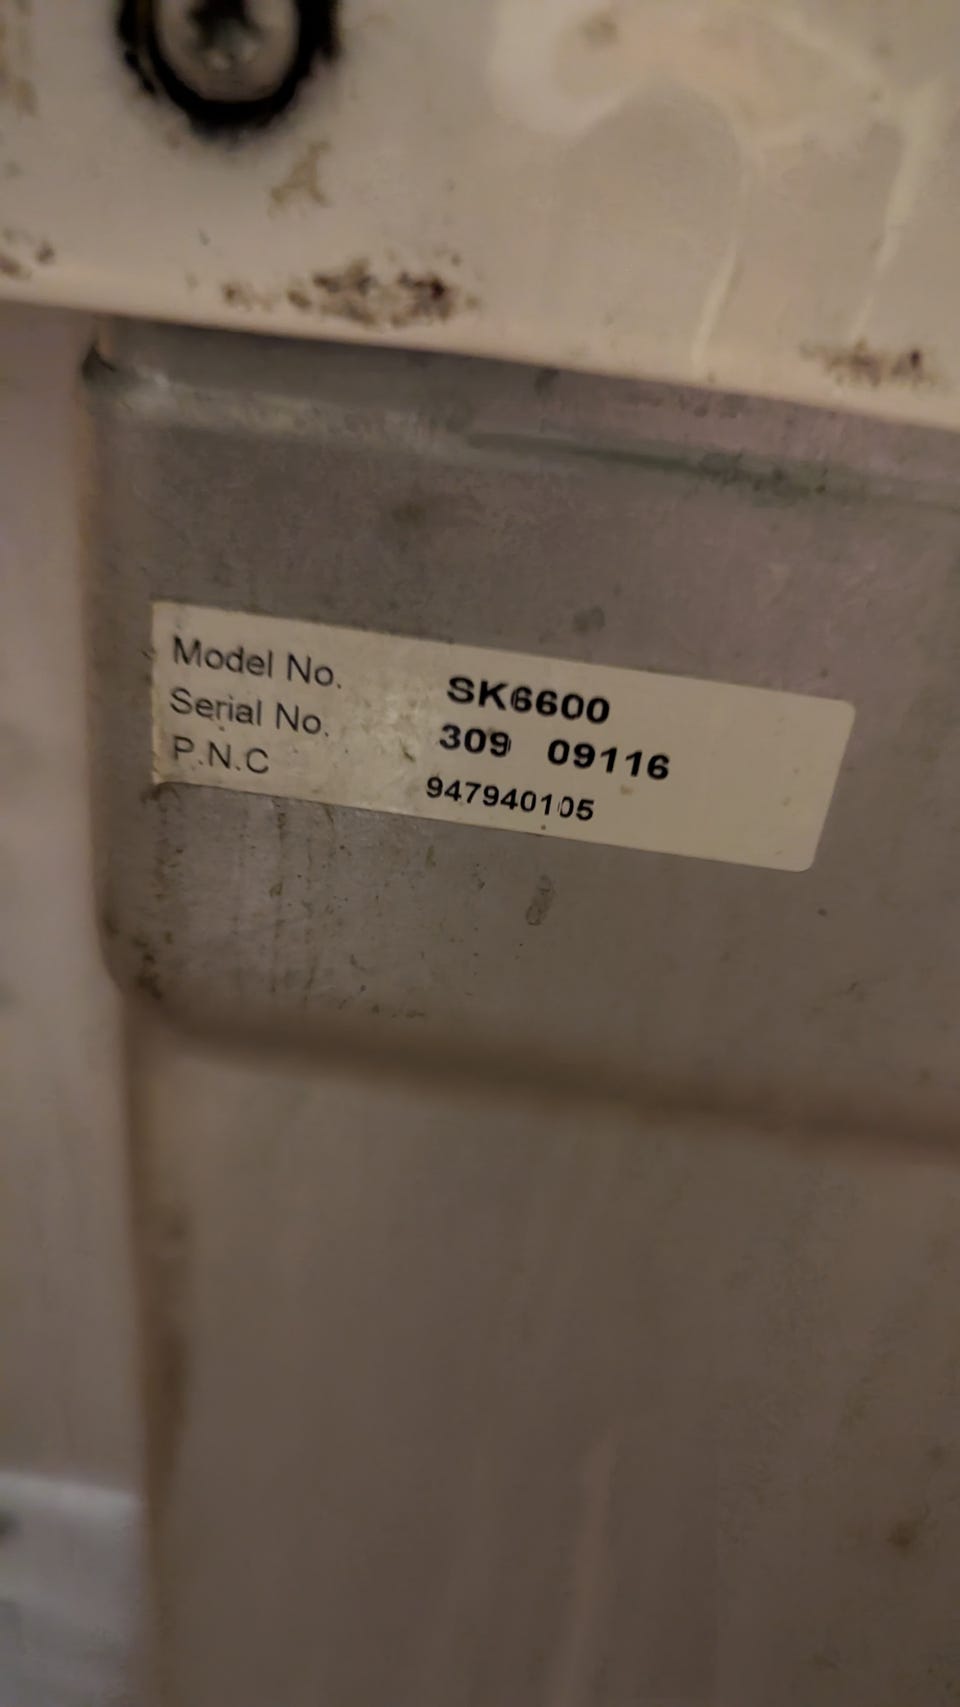 Model No. SK6600
Serial No. 309 09116
P.N.C 947940105